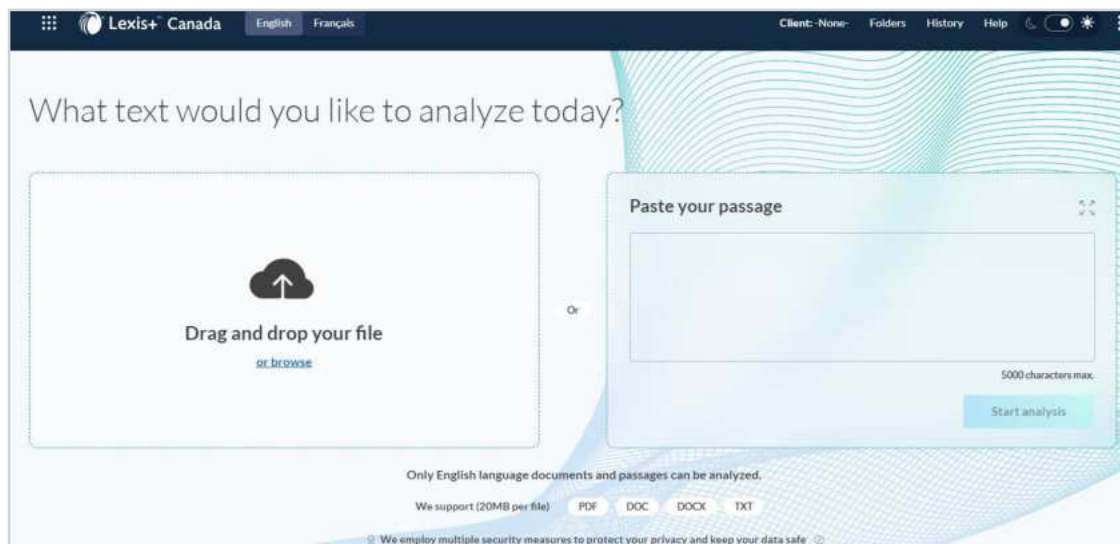 Lexis+ Canada English Français Client: -None- Folders History Help
What text would you like to analyze today?
Drag and drop your file
or browse
Or
Paste your passage
5000 characters max.
Start analysis
Only English language documents and passages can be analyzed.
We support (20MB per file) PDF DOC DOCX TXT
We employ multiple security measures to protect your privacy and keep your data safe